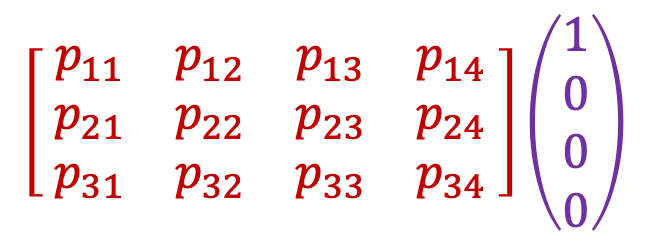 p₁₁ p₁₂ p₁₃ p₁₄ 1
p₂₁ p₂₂ p₂₃ p₂₄ 0
p₃₁ p₃₂ p₃₃ p₃₄ 0
0